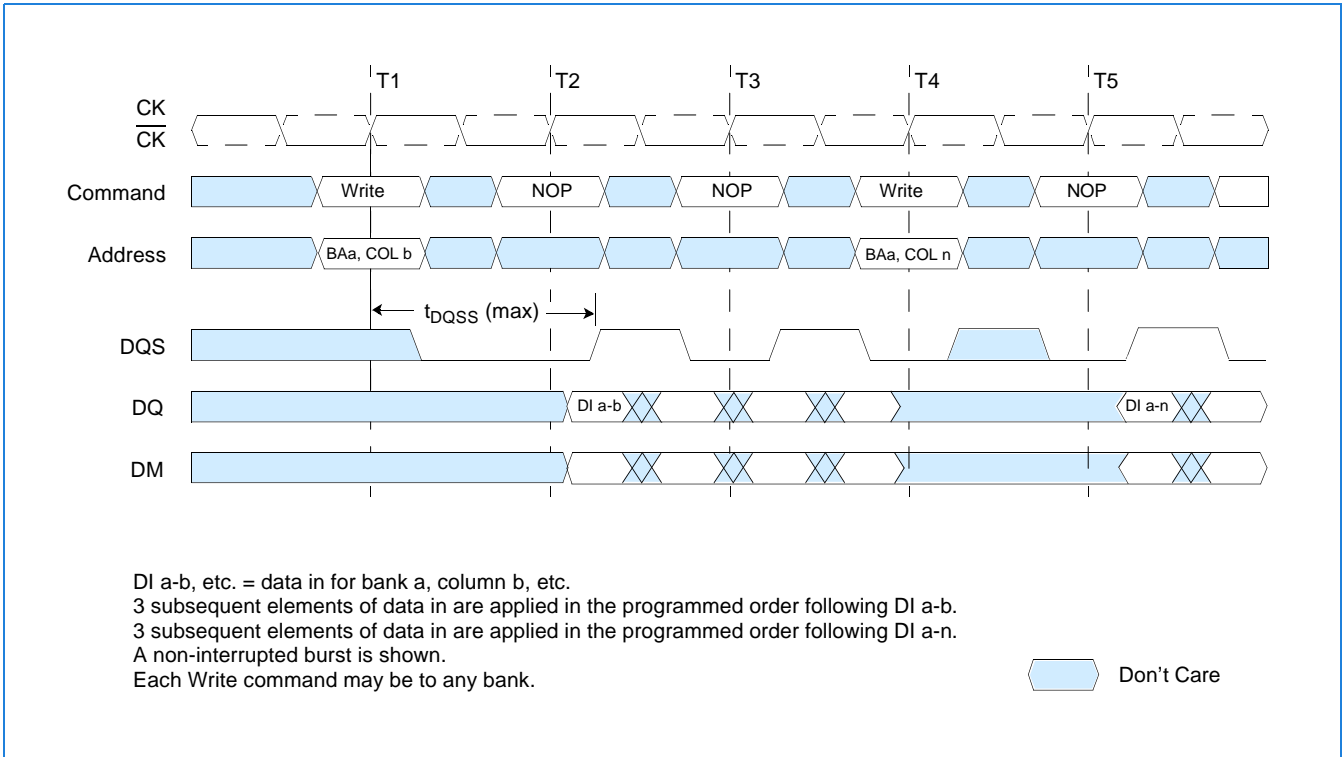 T1 T2 T3 T4 T5
CK
CK
Command Write NOP NOP Write NOP
Address BAa, COL b BAa, COL n
tDQSS (max)
DQS
DQ DI a-b DI a-n
DM
DI a-b, etc. = data in for bank a, column b, etc.
3 subsequent elements of data in are applied in the programmed order following DI a-b.
3 subsequent elements of data in are applied in the programmed order following DI a-n.
A non-interrupted burst is shown.
Each Write command may be to any bank.
Don't Care